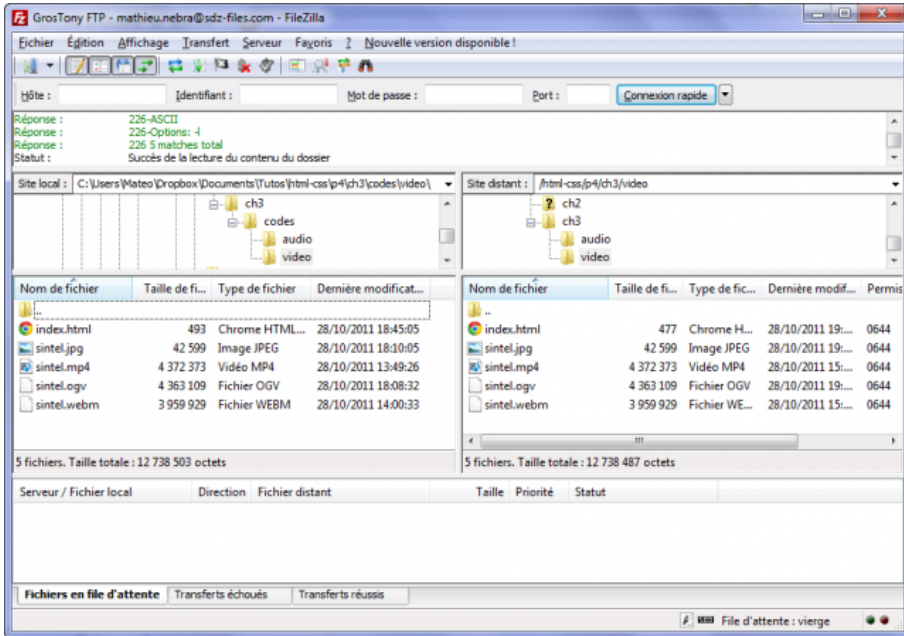 GrosTony FTP - mathieu.nebra@sdz-files.com - FileZilla
Fichier Édition Affichage Transfert Serveur Favoris ? Nouvelle version disponible !
Hôte : Identifiant : Mot de passe : Port : Connexion rapide
Réponse : 226-ASCII
Réponse : 226-Options: -l
Réponse : 226 5 matches total
Statut : Succès de la lecture du contenu du dossier
Site local : C:\Users\Mateo\Dropbox\Documents\Tutos\html-css\p4\ch3\codes\video\
ch3
codes
audio
video
Site distant : /html-css/p4/ch3/video
? ch2
ch3
audio
video
Nom de fichier Taille de fi... Type de fichier Dernière modificat...
..
index.html 493 Chrome HTML... 28/10/2011 18:45:05
sintel.jpg 42 599 Image JPEG 28/10/2011 18:10:05
sintel.mp4 4 372 373 Vidéo MP4 28/10/2011 13:49:26
sintel.ogv 4 363 109 Fichier OGV 28/10/2011 18:08:32
sintel.webm 3 959 929 Fichier WEBM 28/10/2011 14:00:33
5 fichiers. Taille totale : 12 738 503 octets
Nom de fichier Taille de fi... Type de fic... Dernière modif... Permis
..
index.html 477 Chrome H... 28/10/2011 19:... 0644
sintel.jpg 42 599 Image JPEG 28/10/2011 19:... 0644
sintel.mp4 4 372 373 Vidéo MP4 28/10/2011 15:... 0644
sintel.ogv 4 363 109 Fichier OGV 28/10/2011 19:... 0644
sintel.webm 3 959 929 Fichier WE... 28/10/2011 15:... 0644
5 fichiers. Taille totale : 12 738 487 octets
Serveur / Fichier local Direction Fichier distant Taille Priorité Statut
Fichiers en file d'attente Transferts échoués Transferts réussis
File d'attente : vierge